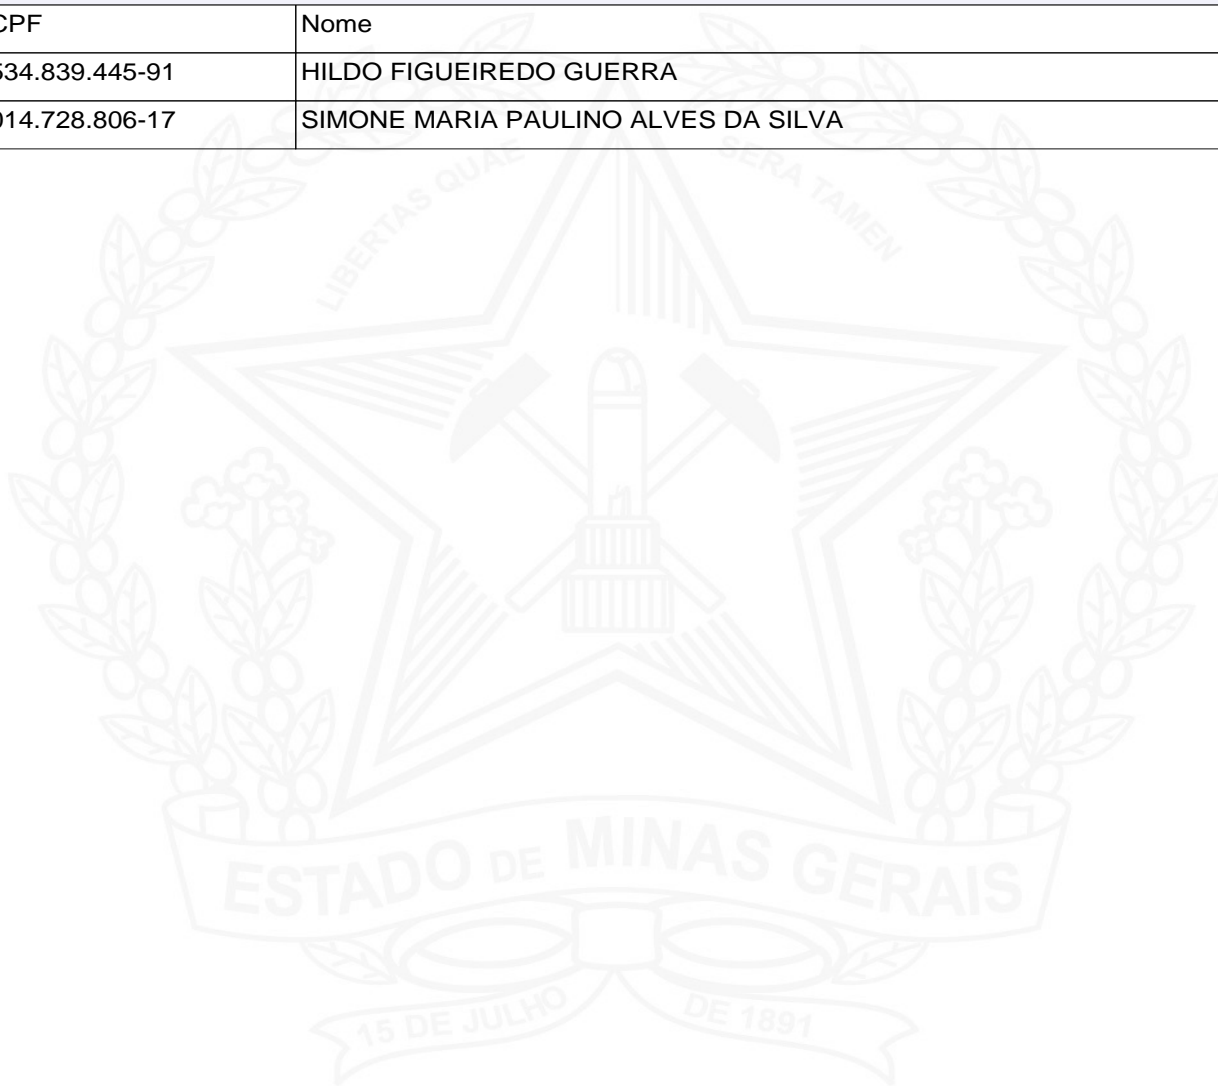 CPF Nome
534.839.445-91 HILDO FIGUEIREDO GUERRA
014.728.806-17 SIMONE MARIA PAULINO ALVES DA SILVA
LIBERTAS QUAE SERA TAMEN
ESTADO DE MINAS GERAIS
15 DE JULHO DE 1891